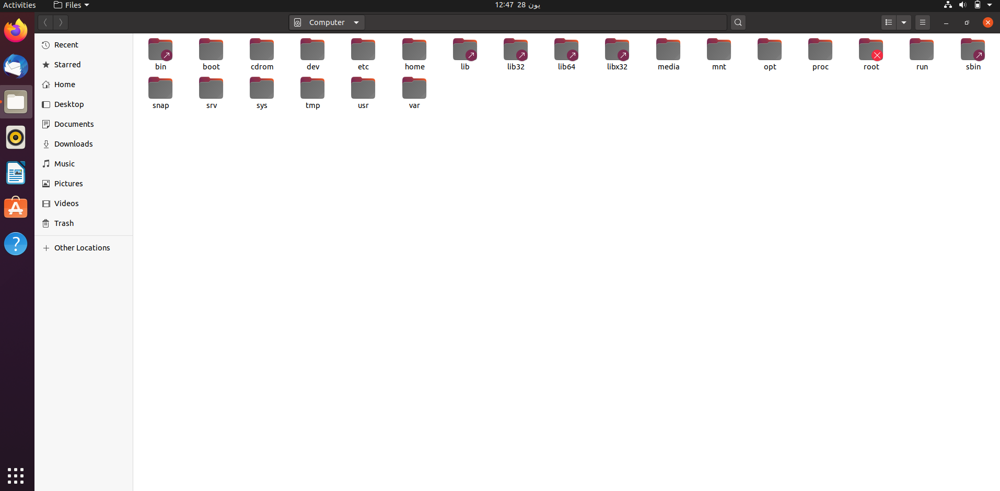 Activities
Files
12:47 28 يون
Computer
Recent
Starred
Home
Desktop
Documents
Downloads
Music
Pictures
Videos
Trash
Other Locations
bin boot cdrom dev etc home lib lib32 lib64 libx32 media mnt opt proc root run sbin
snap srv sys tmp usr var